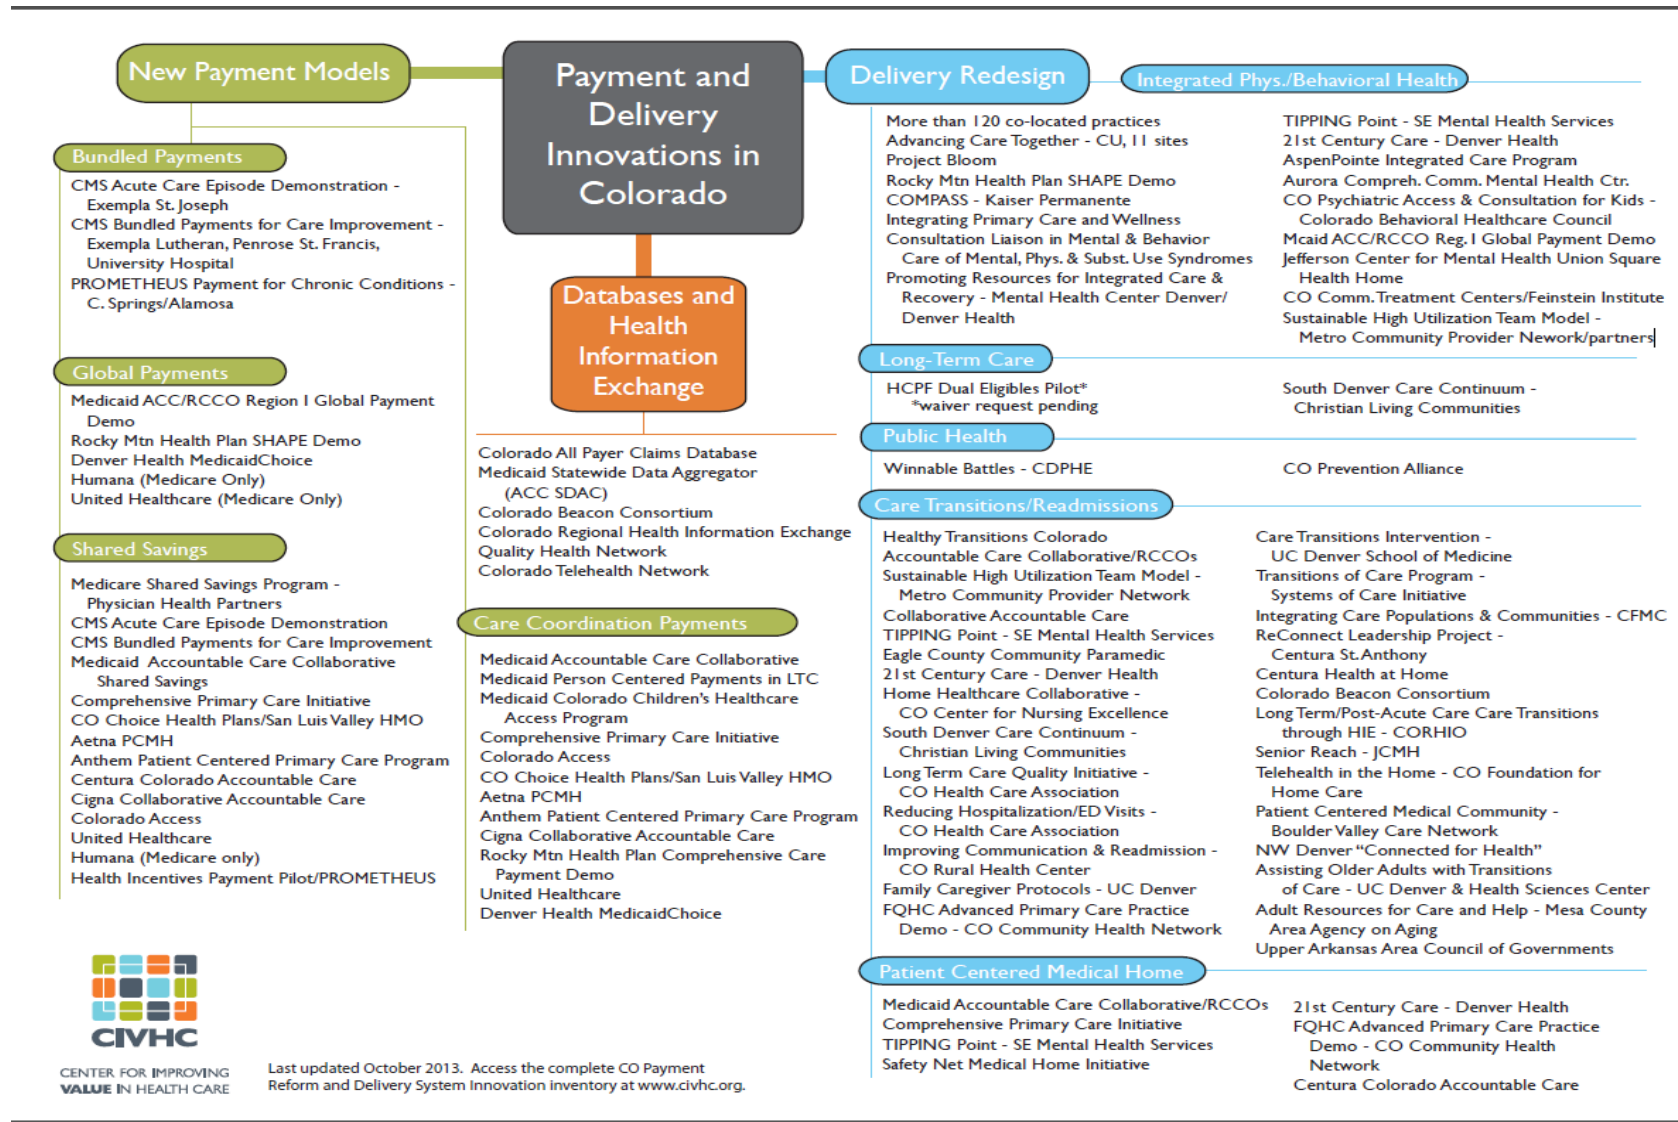 Payment and
Delivery
Innovations in
Colorado
New Payment Models
Bundled Payments
CMS Acute Care Episode Demonstration -
Exempla St. Joseph
CMS Bundled Payments for Care Improvement -
Exempla Lutheran, Penrose St. Francis,
University Hospital
PROMETHEUS Payment for Chronic Conditions -
C. Springs/Alamosa
Global Payments
Medicaid ACC/RCCO Region I Global Payment
Demo
Rocky Mtn Health Plan SHAPE Demo
Denver Health MedicaidChoice
Humana (Medicare Only)
United Healthcare (Medicare Only)
Shared Savings
Medicare Shared Savings Program -
Physician Health Partners
CMS Acute Care Episode Demonstration
CMS Bundled Payments for Care Improvement
Medicaid Accountable Care Collaborative
Shared Savings
Comprehensive Primary Care Initiative
CO Choice Health Plans/San Luis Valley HMO
Aetna PCMH
Anthem Patient Centered Primary Care Program
Centura Colorado Accountable Care
Cigna Collaborative Accountable Care
Colorado Access
United Healthcare
Humana (Medicare only)
Health Incentives Payment Pilot/PROMETHEUS
Databases and
Health
Information
Exchange
Colorado All Payer Claims Database
Medicaid Statewide Data Aggregator
(ACC SDAC)
Colorado Beacon Consortium
Colorado Regional Health Information Exchange
Quality Health Network
Colorado Telehealth Network
Care Coordination Payments
Medicaid Accountable Care Collaborative
Medicaid Person Centered Payments in LTC
Medicaid Colorado Children's Healthcare
Access Program
Comprehensive Primary Care Initiative
Colorado Access
CO Choice Health Plans/San Luis Valley HMO
Aetna PCMH
Anthem Patient Centered Primary Care Program
Cigna Collaborative Accountable Care
Rocky Mtn Health Plan Comprehensive Care
Payment Demo
United Healthcare
Denver Health MedicaidChoice
Delivery Redesign
Integrated Phys./Behavioral Health
More than 120 co-located practices
Advancing Care Together - CU, 11 sites
Project Bloom
Rocky Mtn Health Plan SHAPE Demo
COMPASS - Kaiser Permanente
Integrating Primary Care and Wellness
Consultation Liaison in Mental & Behavior
Care of Mental, Phys. & Subst. Use Syndromes
Promoting Resources for Integrated Care &
Recovery - Mental Health Center Denver/
Denver Health
TIPPING Point - SE Mental Health Services
21st Century Care - Denver Health
AspenPointe Integrated Care Program
Aurora Compreh. Comm. Mental Health Ctr.
CO Psychiatric Access & Consultation for Kids -
Colorado Behavioral Healthcare Council
Mcaid ACC/RCCO Reg. I Global Payment Demo
Jefferson Center for Mental Health Union Square
Health Home
CO Comm. Treatment Centers/Feinstein Institute
Sustainable High Utilization Team Model -
Metro Community Provider Nework/partners
Long-Term Care
HCPF Dual Eligibles Pilot*
*waiver request pending
South Denver Care Continuum -
Christian Living Communities
Public Health
Winnable Battles - CDPHE
CO Prevention Alliance
Care Transitions/Readmissions
Healthy Transitions Colorado
Accountable Care Collaborative/RCCOs
Sustainable High Utilization Team Model -
Metro Community Provider Network
Collaborative Accountable Care
TIPPING Point - SE Mental Health Services
Eagle County Community Paramedic
21st Century Care - Denver Health
Home Healthcare Collaborative -
CO Center for Nursing Excellence
South Denver Care Continuum -
Christian Living Communities
Long Term Care Quality Initiative -
CO Health Care Association
Reducing Hospitalization/ED Visits -
CO Health Care Association
Improving Communication & Readmission -
CO Rural Health Center
Family Caregiver Protocols - UC Denver
FQHC Advanced Primary Care Practice
Demo - CO Community Health Network
Care Transitions Intervention -
UC Denver School of Medicine
Transitions of Care Program -
Systems of Care Initiative
Integrating Care Populations & Communities - CFMC
ReConnect Leadership Project -
Centura St. Anthony
Centura Health at Home
Colorado Beacon Consortium
Long Term/Post-Acute Care Care Transitions
through HIE - CORHIO
Senior Reach - JCMH
Telehealth in the Home - CO Foundation for
Home Care
Patient Centered Medical Community -
Boulder Valley Care Network
NW Denver "Connected for Health"
Assisting Older Adults with Transitions
of Care - UC Denver & Health Sciences Center
Adult Resources for Care and Help - Mesa County
Area Agency on Aging
Upper Arkansas Area Council of Governments
Patient Centered Medical Home
Medicaid Accountable Care Collaborative/RCCOs
Comprehensive Primary Care Initiative
TIPPING Point - SE Mental Health Services
Safety Net Medical Home Initiative
21st Century Care - Denver Health
FQHC Advanced Primary Care Practice
Demo - CO Community Health
Network
Centura Colorado Accountable Care
CIVHC
CENTER FOR IMPROVING
VALUE IN HEALTH CARE
Last updated October 2013. Access the complete CO Payment
Reform and Delivery System Innovation inventory at www.civhc.org.